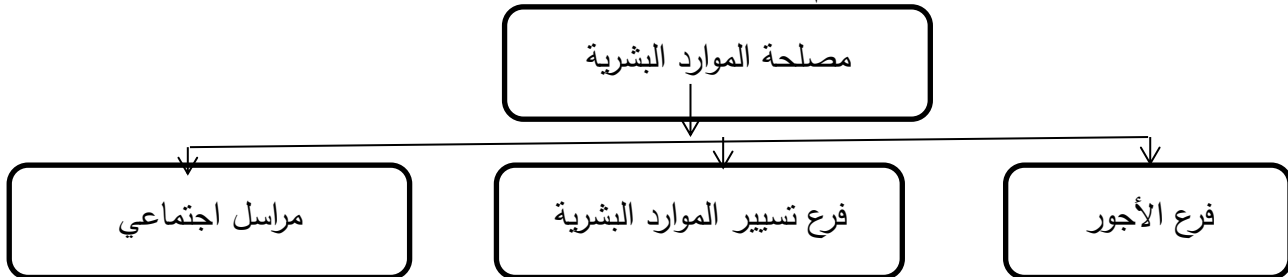 مصلحة الموارد البشرية
فرع الأجور
فرع تسيير الموارد البشرية
مراسل اجتماعي